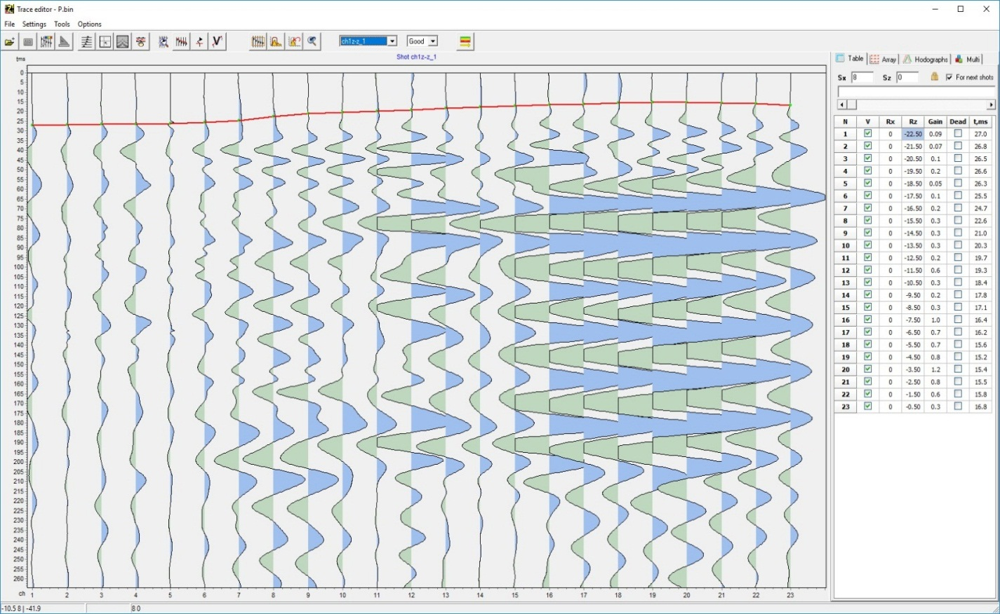 Trace editor - P.bin
File Settings Tools Options
ch1z-z_1 Good
Shot ch1z-z_1
tms
0
5
10
15
20
25
30
35
40
45
50
55
60
65
70
75
80
85
90
95
100
105
110
115
120
125
130
135
140
145
150
155
160
165
170
175
180
185
190
195
200
205
210
215
220
225
230
235
240
245
250
255
260
ch 1 2 3 4 5 6 7 8 9 10 11 12 13 14 15 16 17 18 19 20 21 22 23
-10.5 8 | -41.9 8 0
Table Array Hodographs Multi
Sx 8 Sz 0 For next shots
N V Rx Rz Gain Dead t,ms
1 0 -22.50 0.09 27.0
2 0 -21.50 0.07 26.8
3 0 -20.50 0.1 26.5
4 0 -19.50 0.2 26.6
5 0 -18.50 0.05 26.3
6 0 -17.50 0.1 25.5
7 0 -16.50 0.2 24.7
8 0 -15.50 0.3 22.6
9 0 -14.50 0.3 21.0
10 0 -13.50 0.3 20.3
11 0 -12.50 0.2 19.7
12 0 -11.50 0.6 19.3
13 0 -10.50 0.3 18.4
14 0 -9.50 0.2 17.8
15 0 -8.50 0.3 17.1
16 0 -7.50 1.0 16.4
17 0 -6.50 0.7 16.2
18 0 -5.50 0.7 15.6
19 0 -4.50 0.8 15.2
20 0 -3.50 1.2 15.4
21 0 -2.50 0.8 15.5
22 0 -1.50 0.6 15.8
23 0 -0.50 0.3 16.8